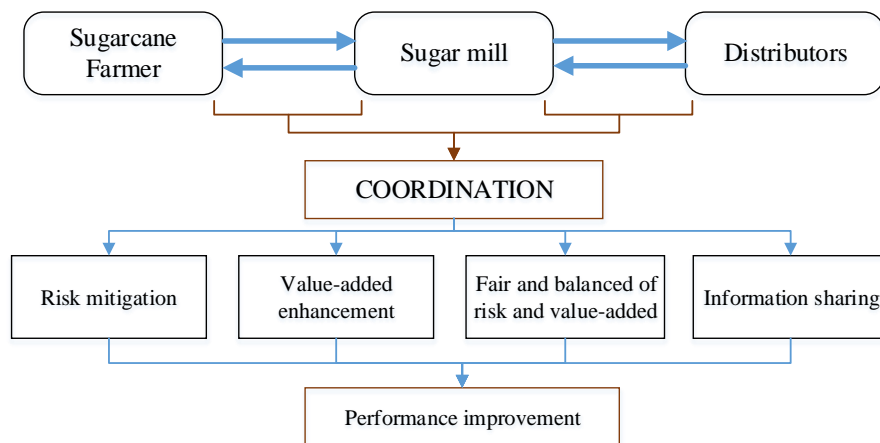 Sugarcane
Farmer
Sugar mill
Distributors
COORDINATION
Risk mitigation
Value-added
enhancement
Fair and balanced of
risk and value-added
Information sharing
Performance improvement